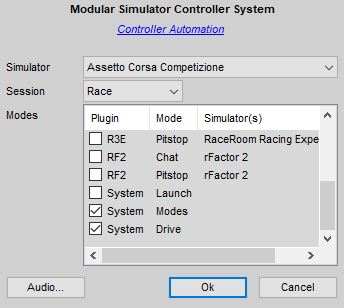 Modular Simulator Controller System
Controller Automation
Simulator Assetto Corsa Competizione
Session Race
Modes Plugin Mode Simulator(s)
R3E Pitstop RaceRoom Racing Expe
RF2 Chat rFactor 2
RF2 Pitstop rFactor 2
System Launch
System Modes
System Drive
Audio... Ok Cancel